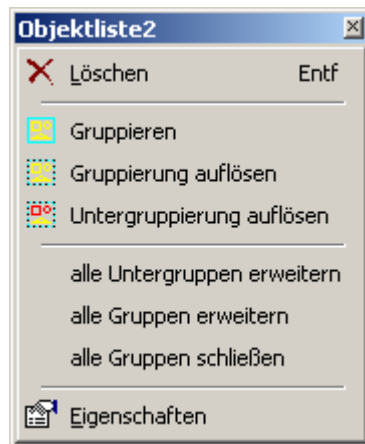 Objektliste2
Löschen Entf
Gruppieren
Gruppierung auflösen
Untergruppierung auflösen
alle Untergruppen erweitern
alle Gruppen erweitern
alle Gruppen schließen
Eigenschaften